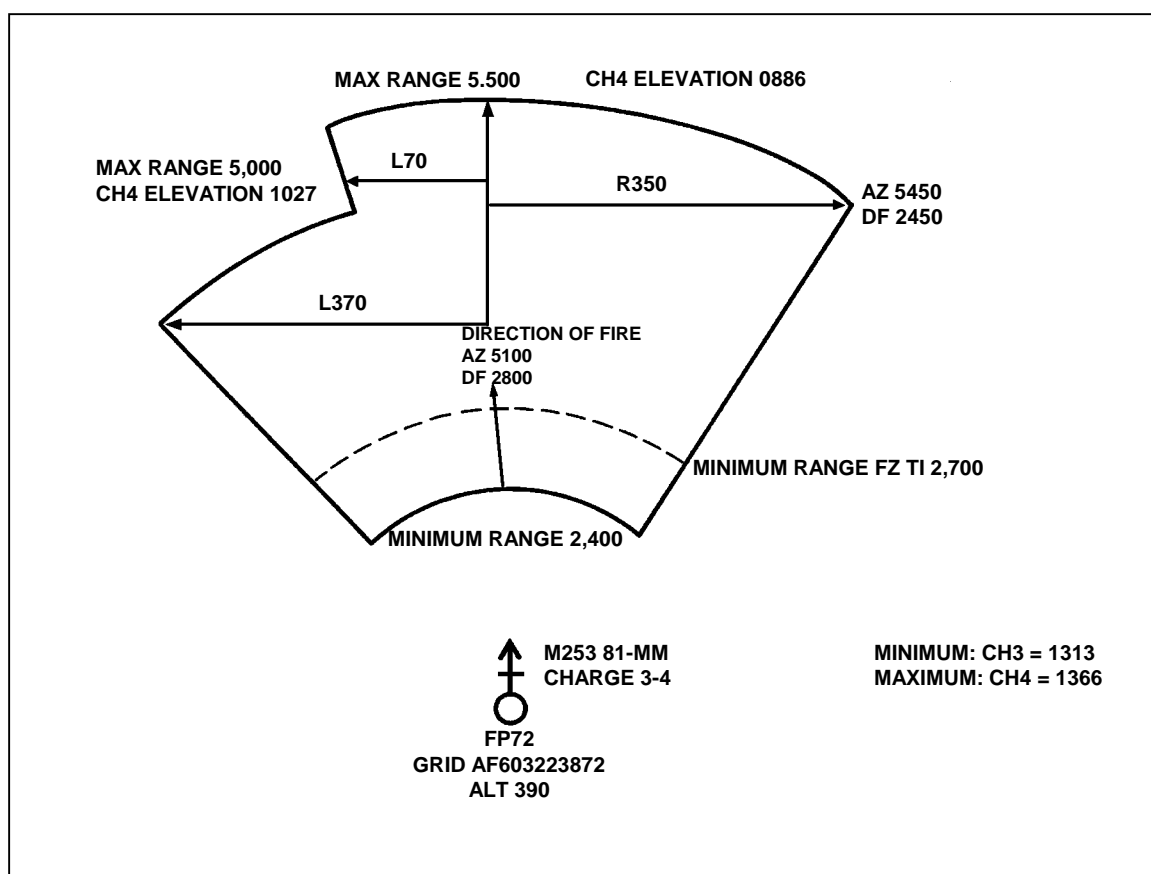 MAX RANGE 5.500
CH4 ELEVATION 0886
MAX RANGE 5,000
CH4 ELEVATION 1027
L70
R350
AZ 5450
DF 2450
L370
DIRECTION OF FIRE
AZ 5100
DF 2800
MINIMUM RANGE FZ TI 2,700
MINIMUM RANGE 2,400
M253 81-MM
CHARGE 3-4
MINIMUM: CH3 = 1313
MAXIMUM: CH4 = 1366
FP72
GRID AF603223872
ALT 390